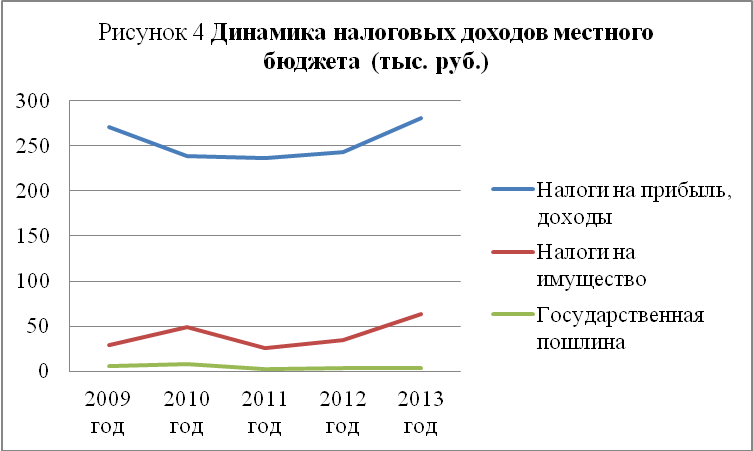 Рисунок 4 Динамика налоговых доходов местного
бюджета (тыс. руб.)
300
250
200
150
100
50
0
2009 год
2010 год
2011 год
2012 год
2013 год
Налоги на прибыль,
доходы
Налоги на
имущество
Государственная
пошлина